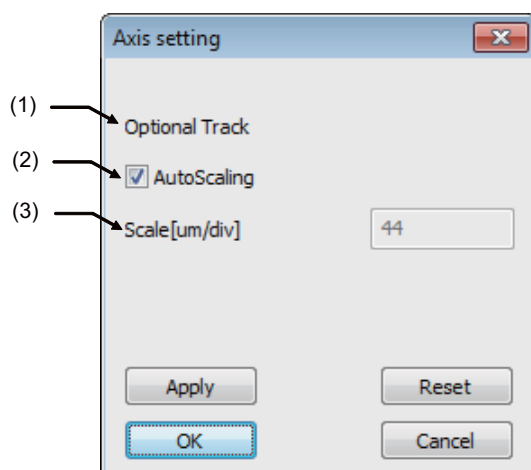 Axis setting
(1)
Optional Track
(2)
AutoScaling
(3)
Scale[um/div] 44
Apply Reset
OK Cancel